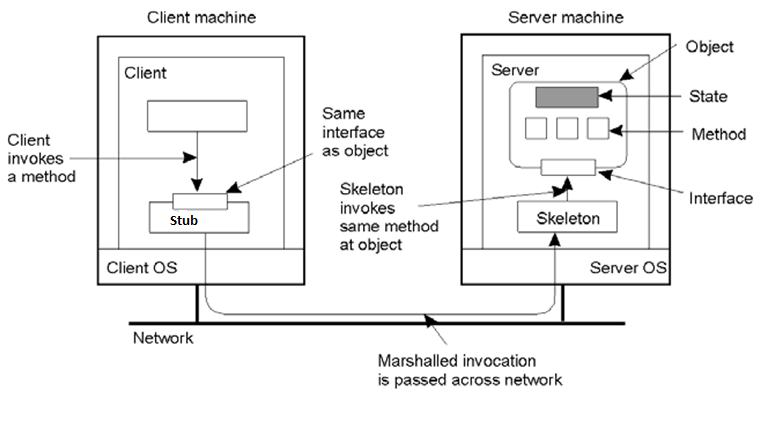 Client machine
Server machine
Client
Server
Object
State
Method
Interface
Client
invokes
a method
Same
interface
as object
Skeleton
invokes
same method
at object
Stub
Skeleton
Client OS
Server OS
Network
Marshalled invocation
is passed across network